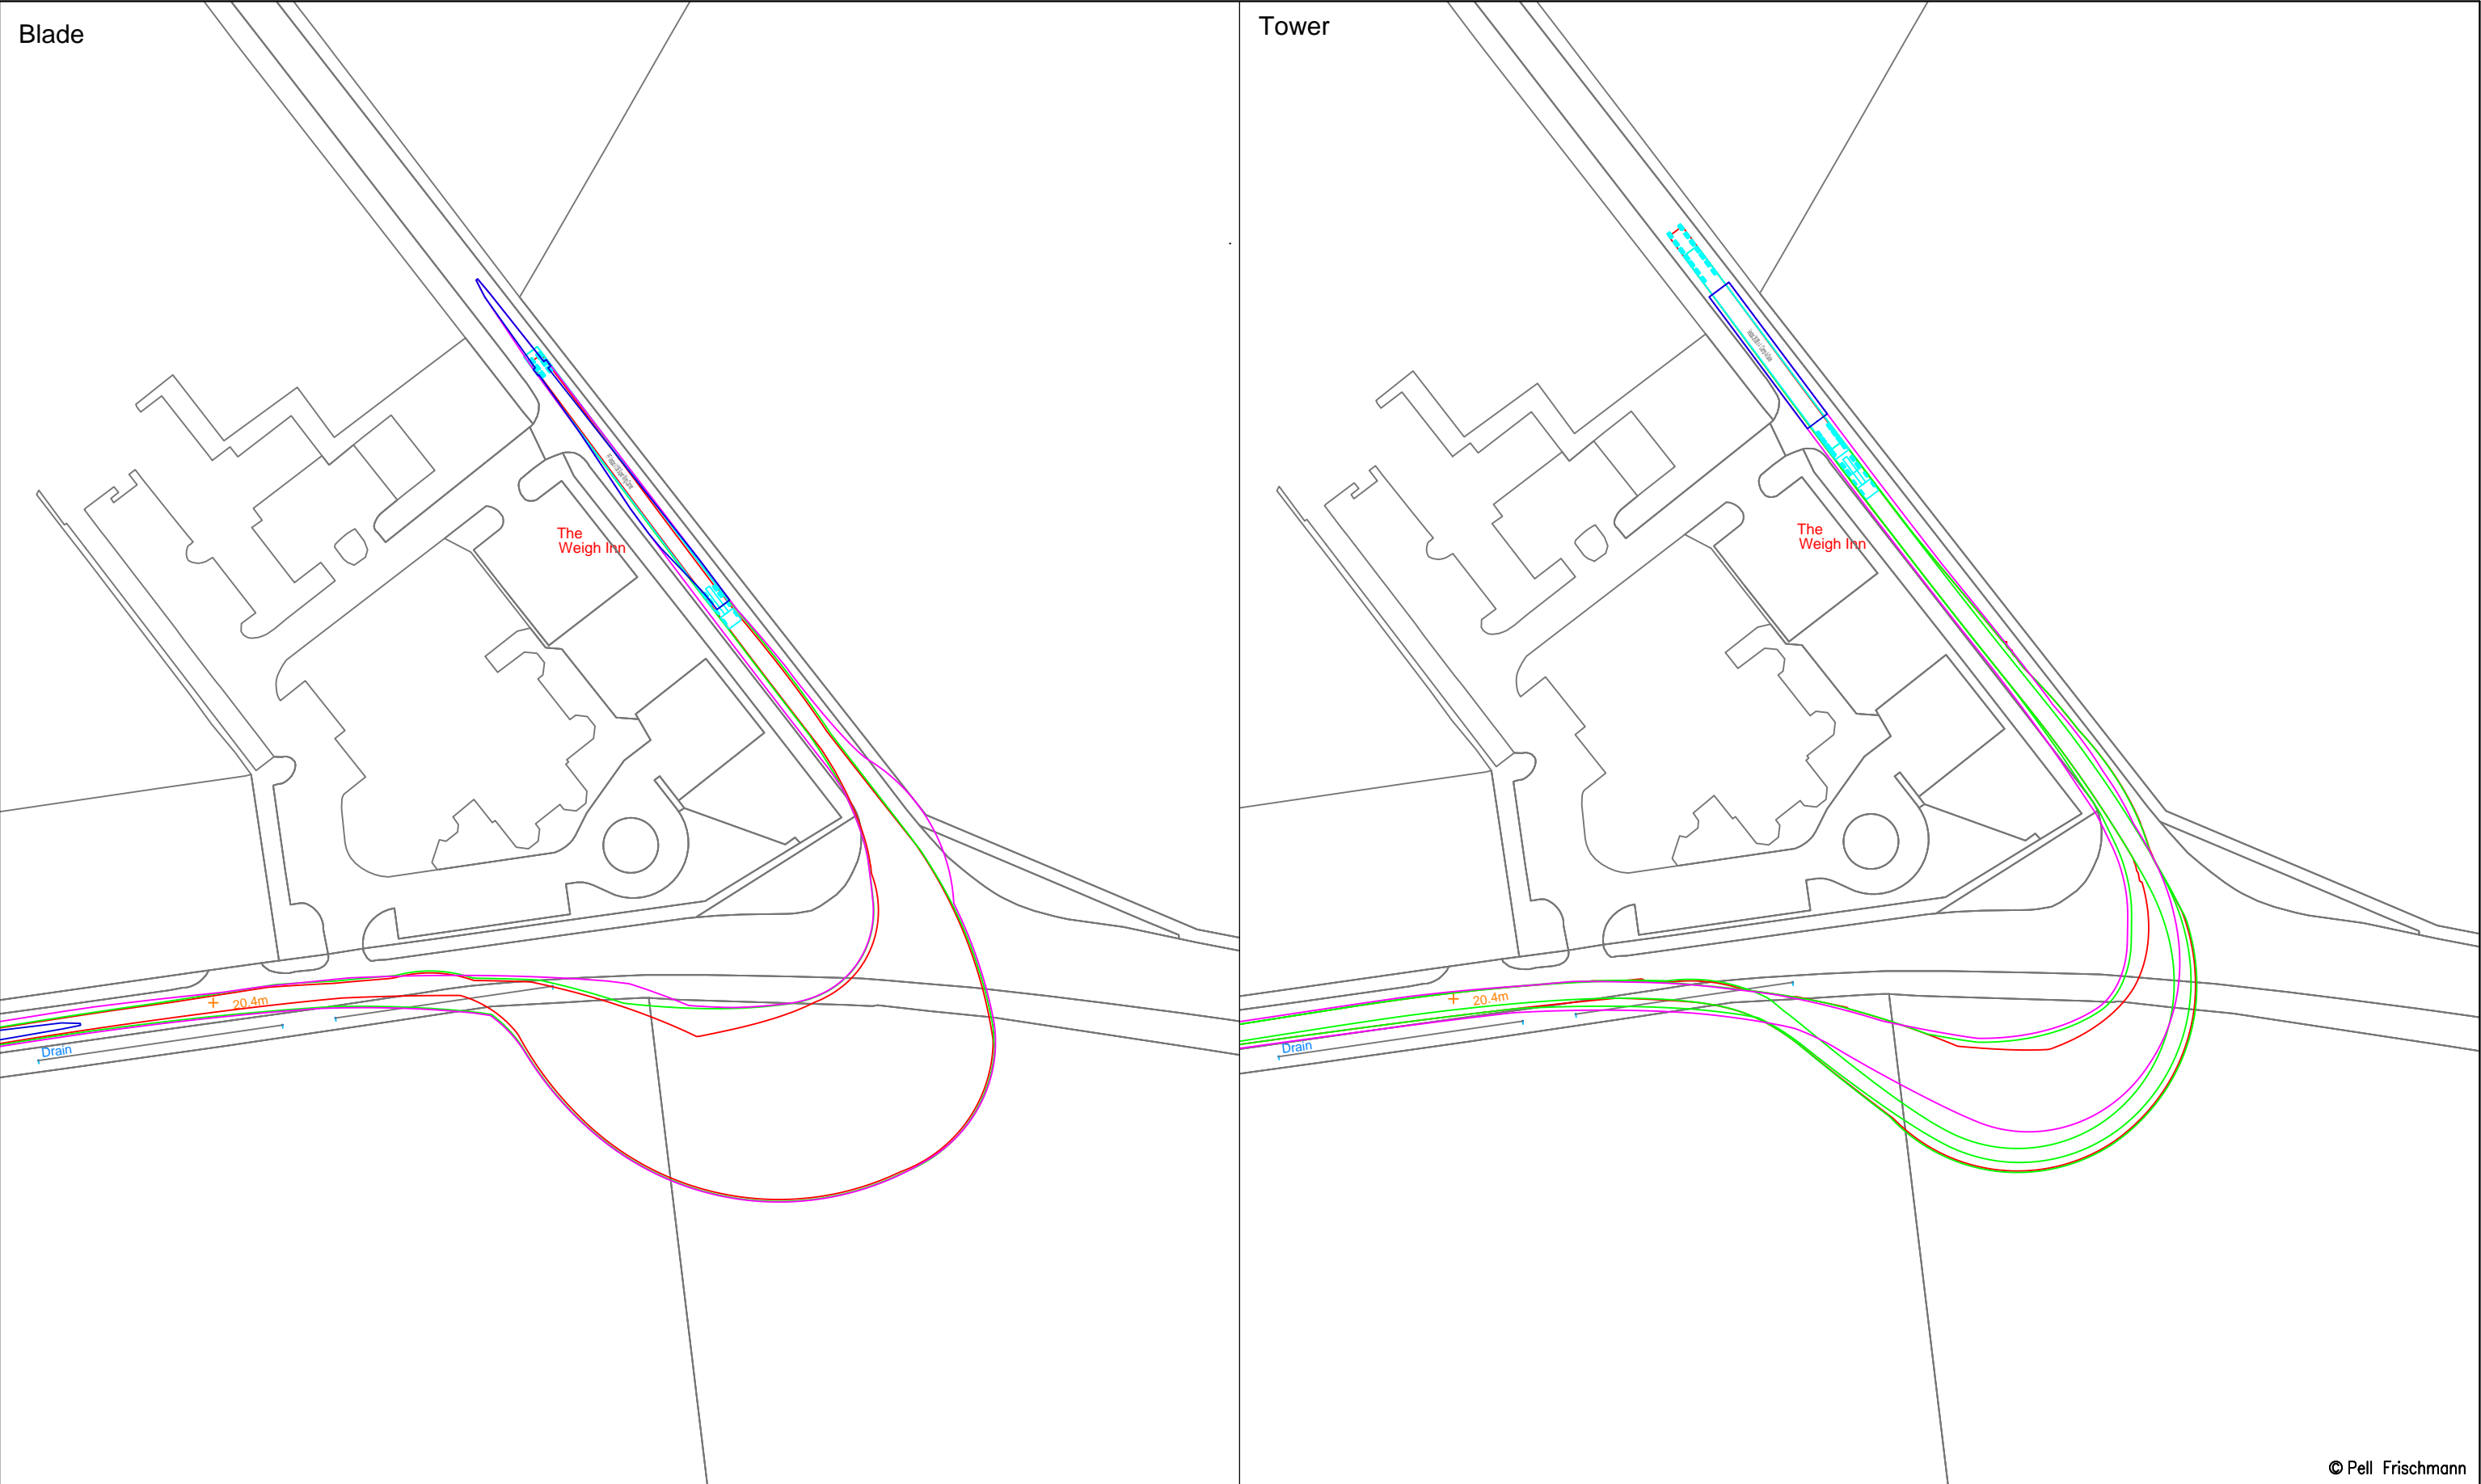 Blade
The
Weigh Inn
20.4m
Drain
Tower
The
Weigh Inn
20.4m
Drain
© Pell Frischmann